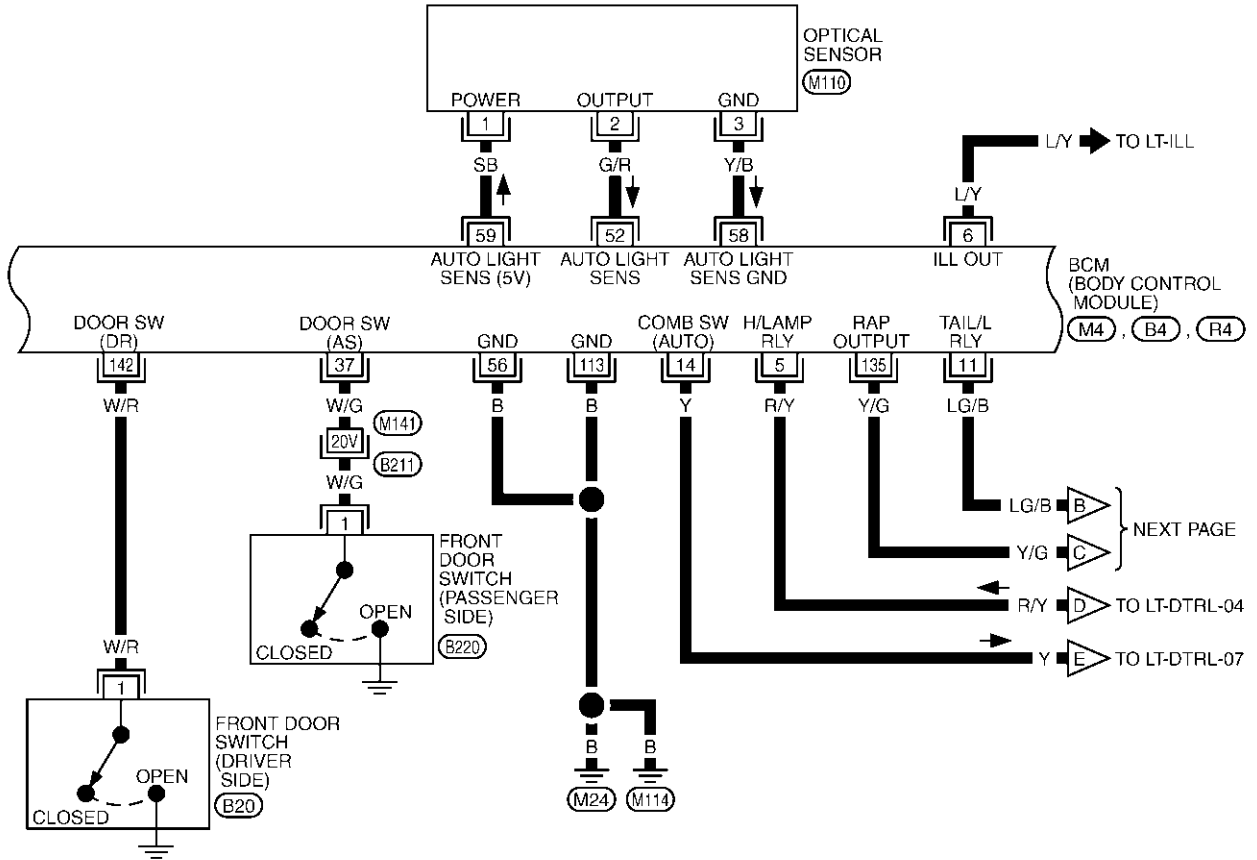 OPTICAL
SENSOR
M110
POWER
OUTPUT
GND
1
2
3
SB
G/R
Y/B
L/Y
TO LT-ILL
L/Y
59
52
58
6
AUTO LIGHT
SENS (5V)
AUTO LIGHT
SENS
AUTO LIGHT
SENS GND
ILL OUT
BCM
(BODY CONTROL
MODULE)
M4 , B4 , R4
DOOR SW
(DR)
DOOR SW
(AS)
GND
GND
COMB SW
(AUTO)
H/LAMP
RLY
RAP
OUTPUT
TAIL/L
RLY
142
37
56
113
14
5
135
11
W/R
W/G
B
B
Y
R/Y
Y/G
LG/B
M141
20V
B211
W/G
1
FRONT
DOOR
SWITCH
(PASSENGER
SIDE)
B220
OPEN
CLOSED
LG/B
B
NEXT PAGE
Y/G
C
R/Y
D
TO LT-DTRL-04
Y
E
TO LT-DTRL-07
W/R
1
FRONT DOOR
SWITCH
(DRIVER
SIDE)
B20
OPEN
CLOSED
B
B
M24
M114